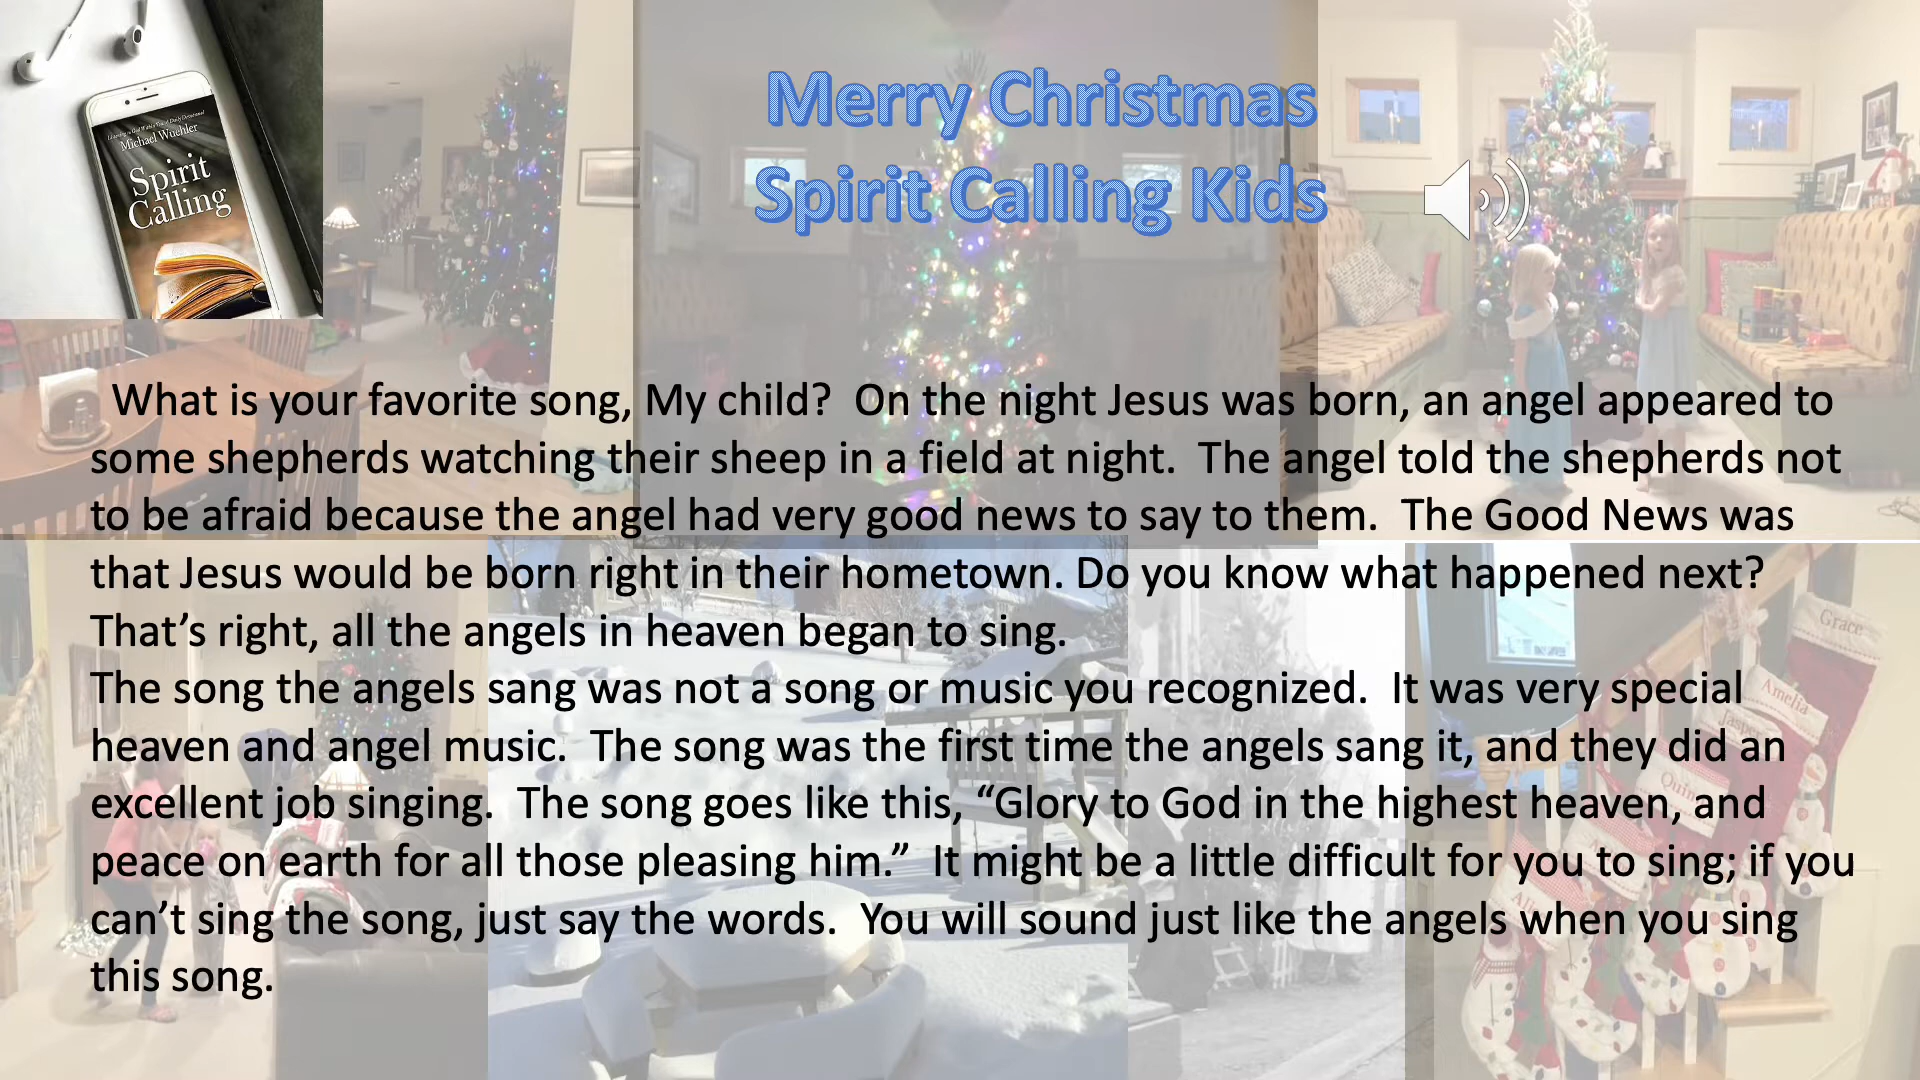 Michael Wuehler
Spirit
Calling
Merry Christmas
Spirit Calling Kids
What is your favorite song, My child?  On the night Jesus was born, an angel appeared to
some shepherds watching their sheep in a field at night.  The angel told the shepherds not
to be afraid because the angel had very good news to say to them.  The Good News was
that Jesus would be born right in their hometown. Do you know what happened next?
That’s right, all the angels in heaven began to sing.
The song the angels sang was not a song or music you recognized.  It was very special
heaven and angel music.  The song was the first time the angels sang it, and they did an
excellent job singing.  The song goes like this, “Glory to God in the highest heaven, and
peace on earth for all those pleasing him.”  It might be a little difficult for you to sing; if you
can’t sing the song, just say the words.  You will sound just like the angels when you sing
this song.
Grace
Amelia